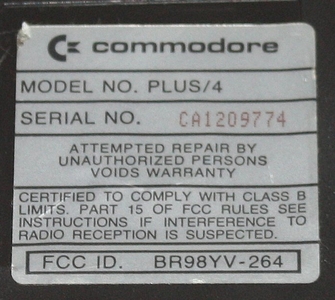 commodore
MODEL NO. PLUS/4
SERIAL NO. CA1209774
ATTEMPTED REPAIR BY
UNAUTHORIZED PERSONS
VOIDS WARRANTY
CERTIFIED TO COMPLY WITH CLASS B
LIMITS. PART 15 OF FCC RULES SEE
INSTRUCTIONS IF INTERFERENCE TO
RADIO RECEPTION IS SUSPECTED.
FCC ID. BR98YV-264